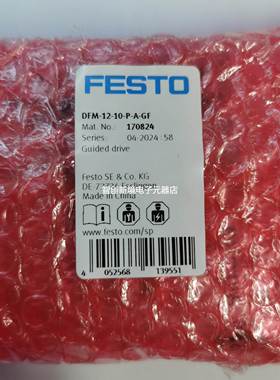 FESTO
DFM-12-10-P-A-GF
Mat. No.: 170824
Series: 04-2024 :58
Guided drive
Festo SE & Co. KG
Made in China
www.festo.com/sp
4 052568 139551